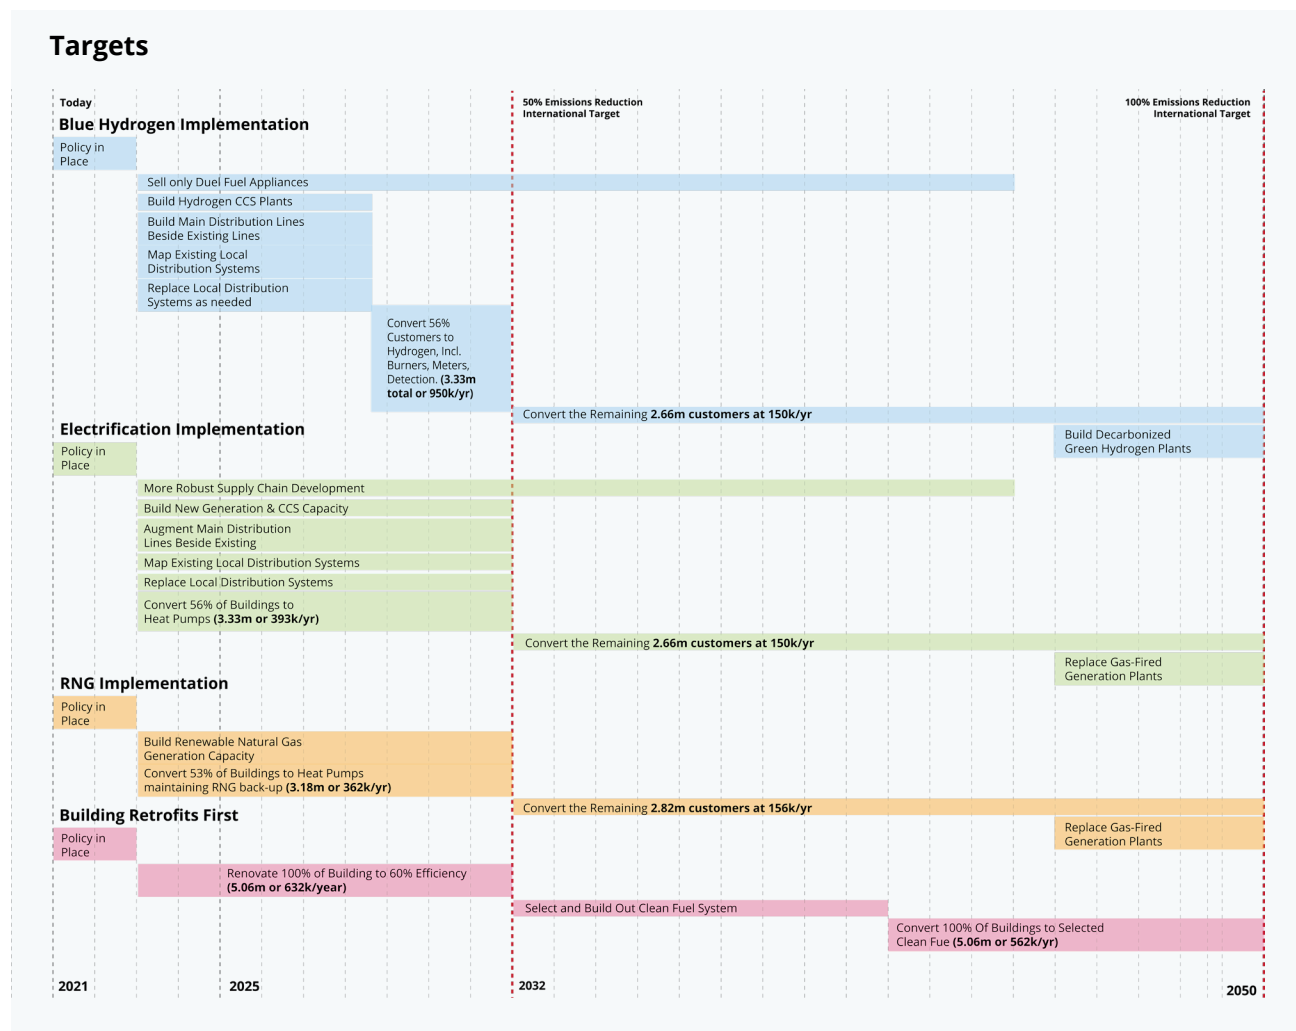 Targets
Today
50% Emissions Reduction
International Target
100% Emissions Reduction
International Target
Blue Hydrogen Implementation
Policy in
Place
Sell only Duel Fuel Appliances
Build Hydrogen CCS Plants
Build Main Distribution Lines
Beside Existing Lines
Map Existing Local
Distribution Systems
Replace Local Distribution
Systems as needed
Convert 56%
Customers to
Hydrogen, Incl.
Burners, Meters,
Detection. (3.33m
total or 950k/yr)
Convert the Remaining 2.66m customers at 150k/yr
Build Decarbonized
Green Hydrogen Plants
Electrification Implementation
Policy in
Place
More Robust Supply Chain Development
Build New Generation & CCS Capacity
Augment Main Distribution
Lines Beside Existing
Map Existing Local Distribution Systems
Replace Local Distribution Systems
Convert 56% of Buildings to
Heat Pumps (3.33m or 393k/yr)
Convert the Remaining 2.66m customers at 150k/yr
Replace Gas-Fired
Generation Plants
RNG Implementation
Policy in
Place
Build Renewable Natural Gas
Generation Capacity
Convert 53% of Buildings to Heat Pumps
maintaining RNG back-up (3.18m or 362k/yr)
Convert the Remaining 2.82m customers at 156k/yr
Replace Gas-Fired
Generation Plants
Building Retrofits First
Policy in
Place
Renovate 100% of Building to 60% Efficiency
(5.06m or 632k/year)
Select and Build Out Clean Fuel System
Convert 100% Of Buildings to Selected
Clean Fue (5.06m or 562k/yr)
2021
2025
2032
2050